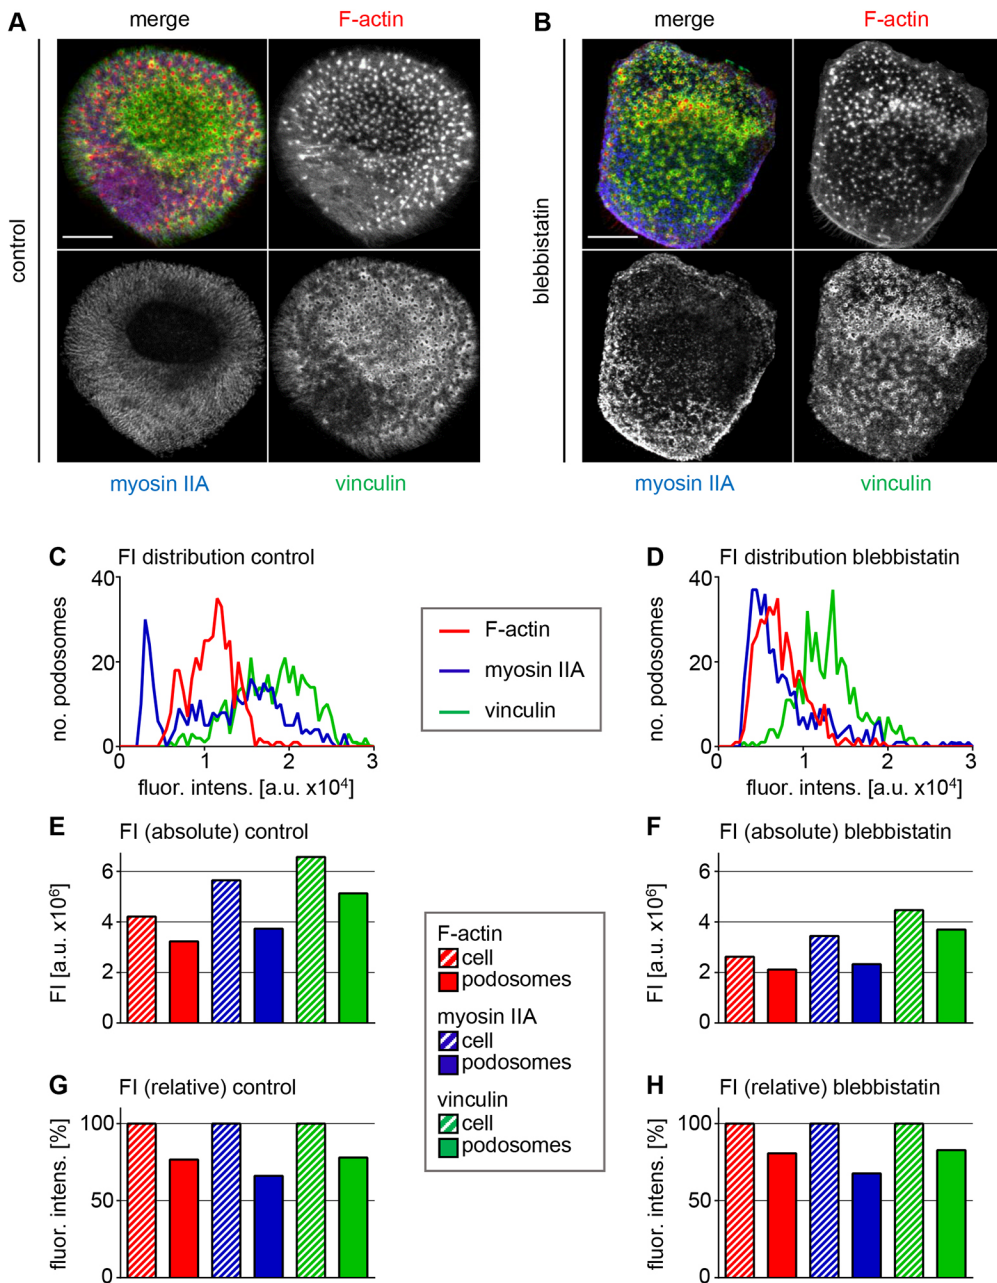 A
merge
F-actin
B
merge
F-actin
control
blebbistatin
myosin IIA
vinculin
myosin IIA
vinculin
C
FI distribution control
no. podosomes
40
20
0
0
1
2
3
fluor. intens. [a.u. x10⁴]
F-actin
myosin IIA
vinculin
D
FI distribution blebbistatin
no. podosomes
40
20
0
0
1
2
3
fluor. intens. [a.u. x10⁴]
E
FI (absolute) control
FI [a.u. x10⁶]
6
4
2
0
F
FI (absolute) blebbistatin
FI [a.u. x10⁶]
6
4
2
0
F-actin
cell
podosomes
myosin IIA
cell
podosomes
vinculin
cell
podosomes
G
FI (relative) control
fluor. intens. [%]
100
50
0
H
FI (relative) blebbistatin
fluor. intens. [%]
100
50
0